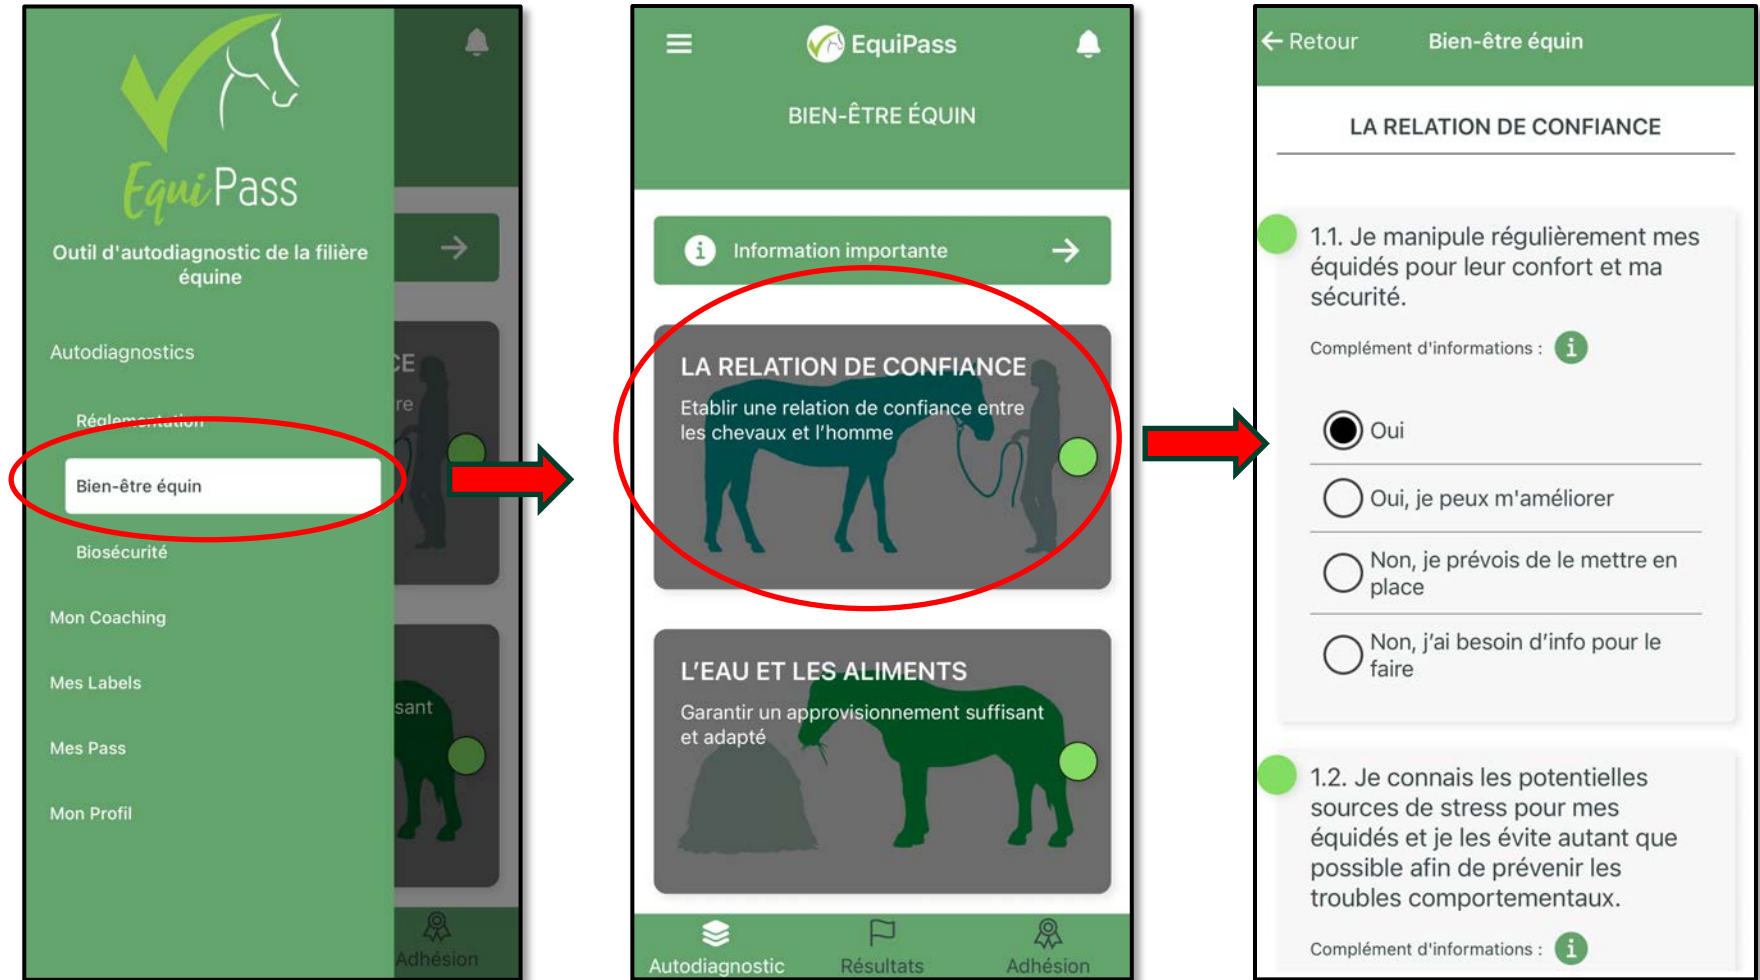 EquiPass
Outil d'autodiagnostic de la filière
équine
Autodiagnostics
Réglementation
Bien-être équin
Biosécurité
Mon Coaching
Mes Labels
Mes Pass
Mon Profil
CE
re
sant
Adhésion
EquiPass
BIEN-ÊTRE ÉQUIN
Information importante
LA RELATION DE CONFIANCE
Etablir une relation de confiance entre
les chevaux et l'homme
L'EAU ET LES ALIMENTS
Garantir un approvisionnement suffisant
et adapté
Autodiagnostic
Résultats
Adhésion
Retour
Bien-être équin
LA RELATION DE CONFIANCE
1.1. Je manipule régulièrement mes
équidés pour leur confort et ma
sécurité.
Complément d'informations : i
Oui
Oui, je peux m'améliorer
Non, je prévois de le mettre en
place
Non, j'ai besoin d'info pour le
faire
1.2. Je connais les potentielles
sources de stress pour mes
équidés et je les évite autant que
possible afin de prévenir les
troubles comportementaux.
Complément d'informations : i